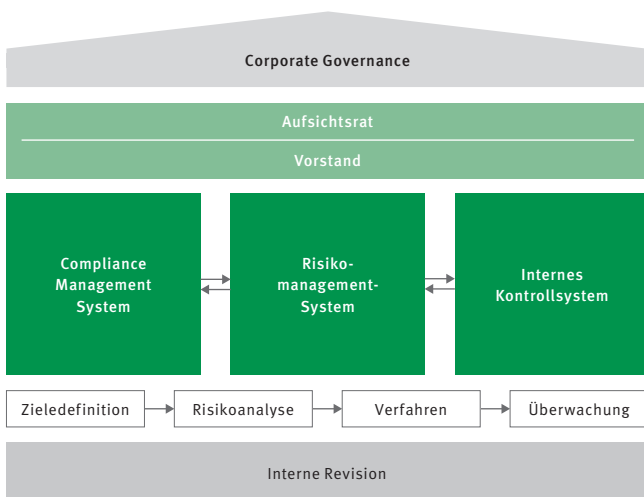 Corporate Governance
Aufsichtsrat
Vorstand
Compliance
Management
System
Risiko-
management-
System
Internes
Kontrollsystem
Zieledefinition
Risikoanalyse
Verfahren
Überwachung
Interne Revision